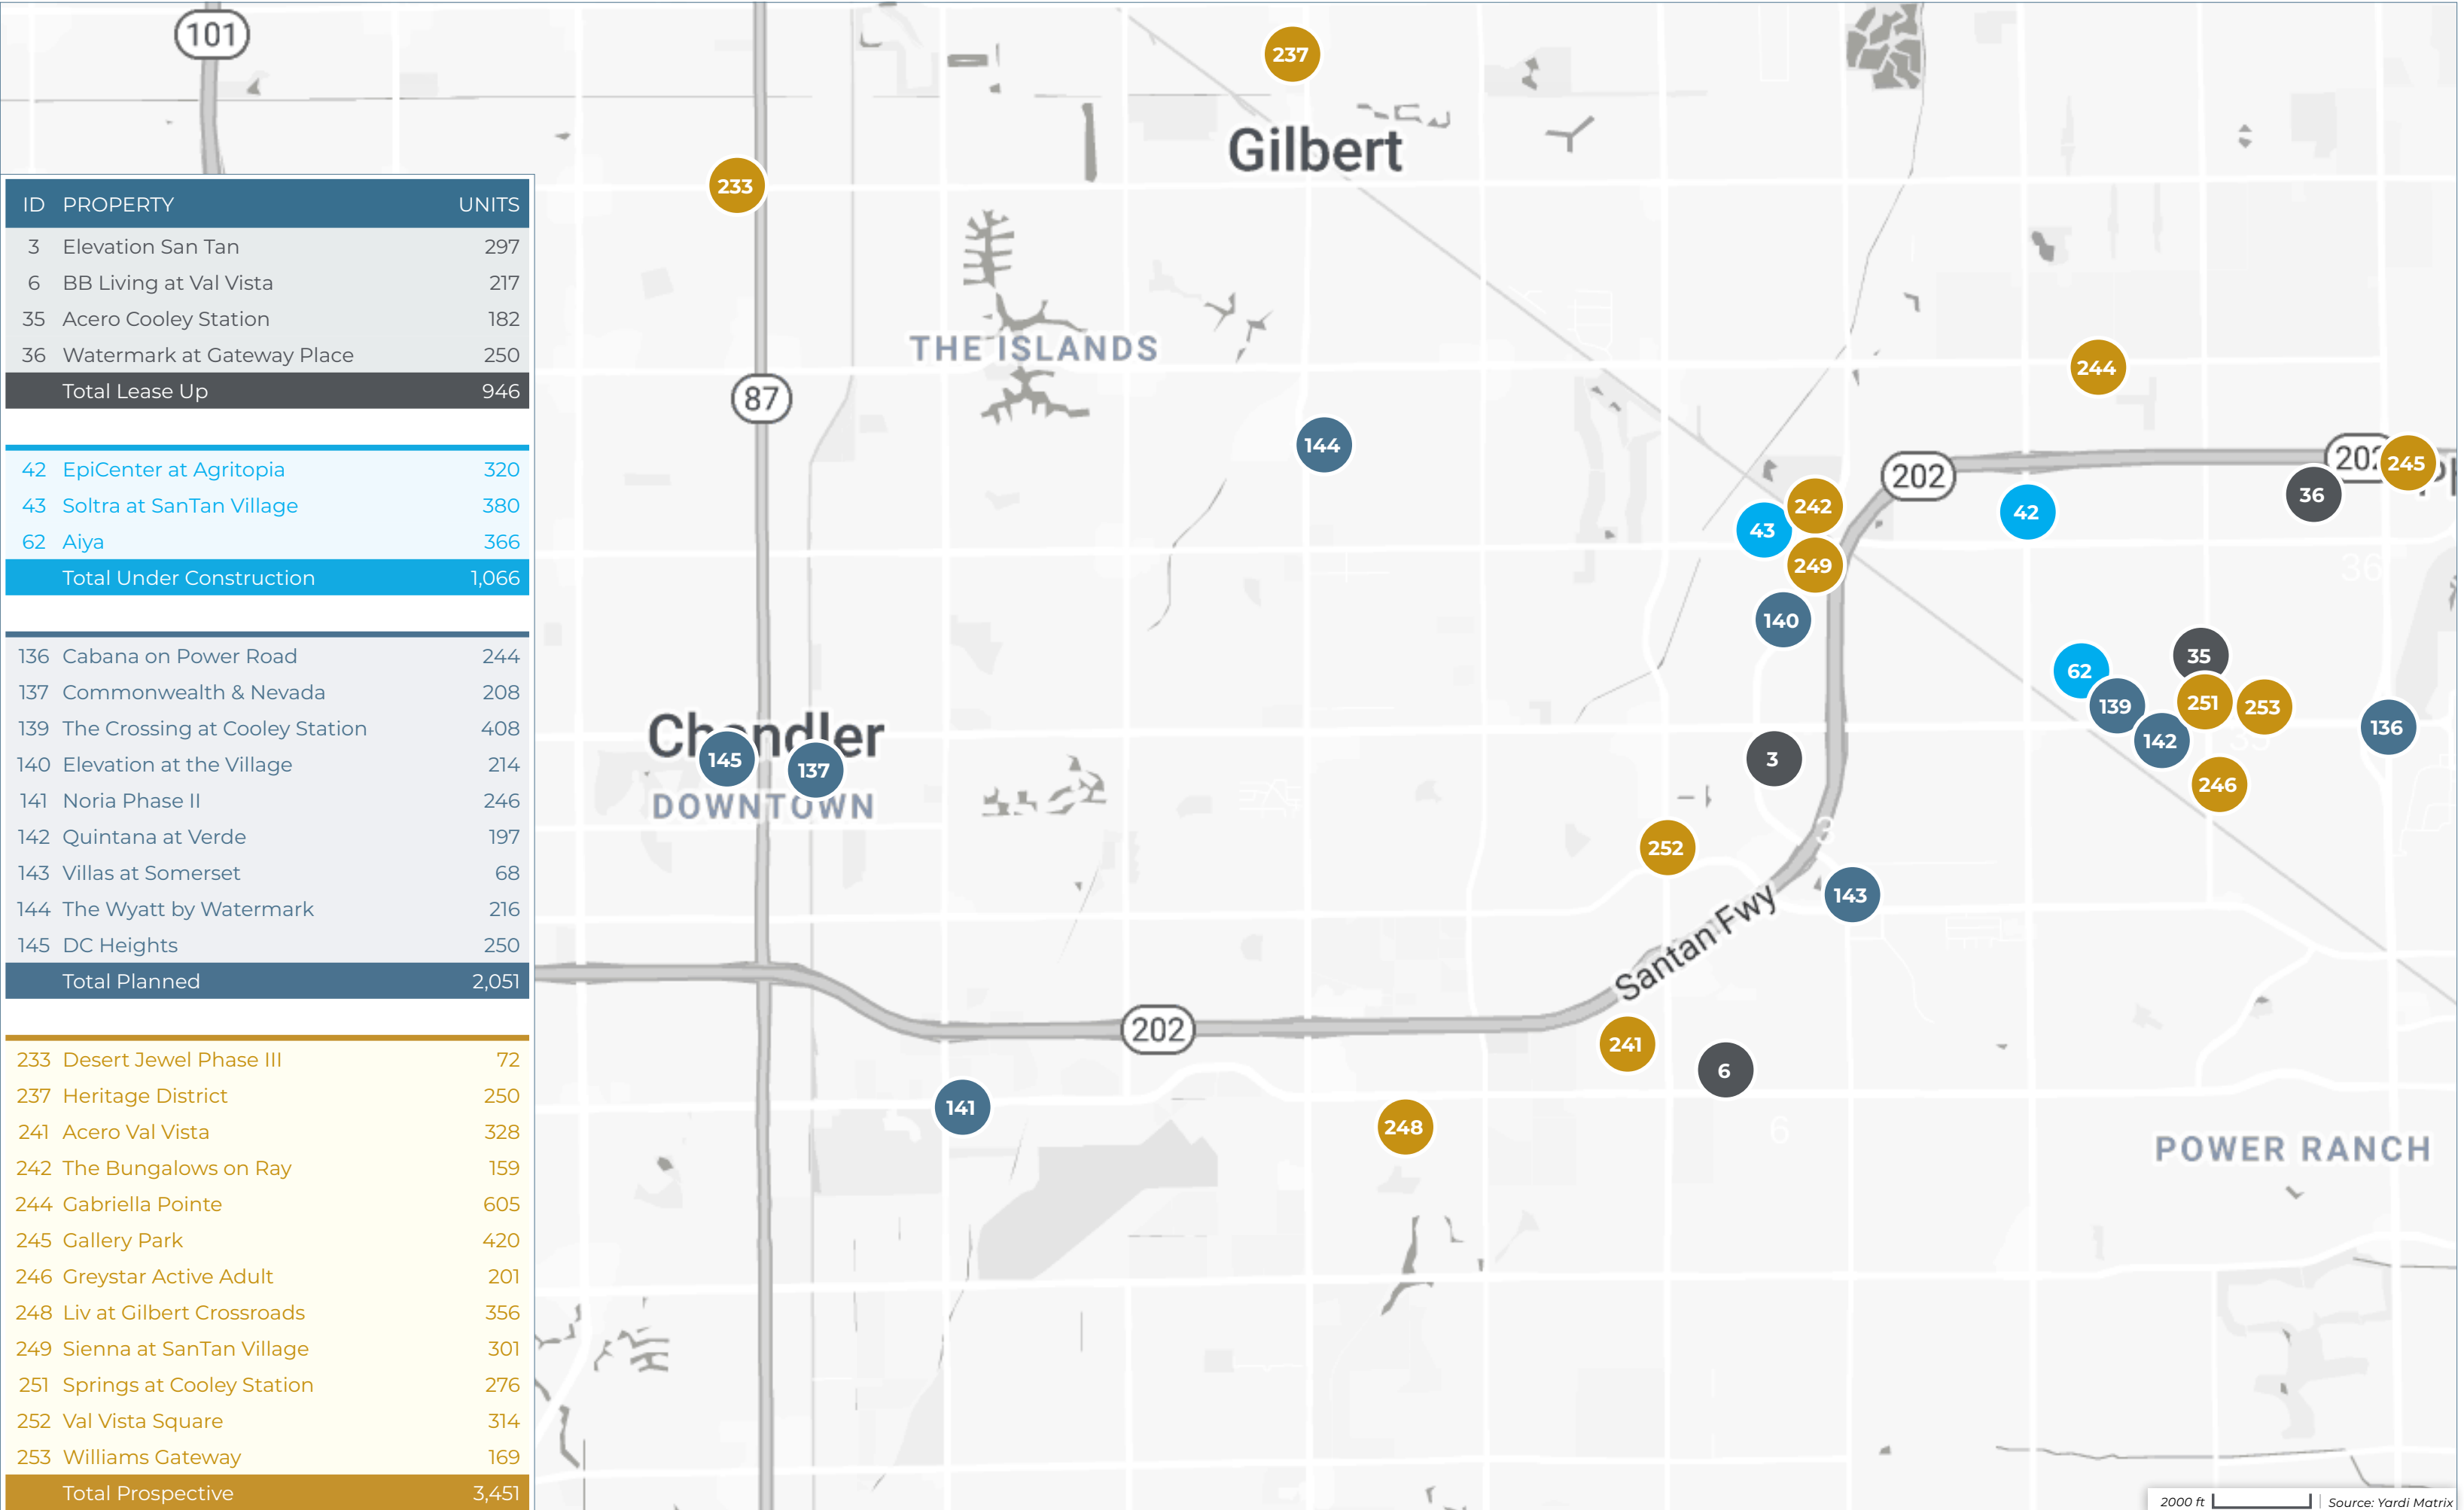 ID PROPERTY UNITS
3 Elevation San Tan 297
6 BB Living at Val Vista 217
35 Acero Cooley Station 182
36 Watermark at Gateway Place 250
Total Lease Up 946
42 EpiCenter at Agritopia 320
43 Soltra at SanTan Village 380
62 Aiya 366
Total Under Construction 1,066
136 Cabana on Power Road 244
137 Commonwealth & Nevada 208
139 The Crossing at Cooley Station 408
140 Elevation at the Village 214
141 Noria Phase II 246
142 Quintana at Verde 197
143 Villas at Somerset 68
144 The Wyatt by Watermark 216
145 DC Heights 250
Total Planned 2,051
233 Desert Jewel Phase III 72
237 Heritage District 250
241 Acero Val Vista 328
242 The Bungalows on Ray 159
244 Gabriella Pointe 605
245 Gallery Park 420
246 Greystar Active Adult 201
248 Liv at Gilbert Crossroads 356
249 Sienna at SanTan Village 301
251 Springs at Cooley Station 276
252 Val Vista Square 314
253 Williams Gateway 169
Total Prospective 3,451
101
237
Gilbert
233
THE ISLANDS
244
87
144
202
202
245
36
242
42
43
249
36
140
35
62
251
253
139
136
142
35
Chandler
145
137
3
246
DOWNTOWN
3
252
143
Santan Fwy
202
241
6
141
248
6
POWER RANCH
2000 ft
Source: Yardi Matrix